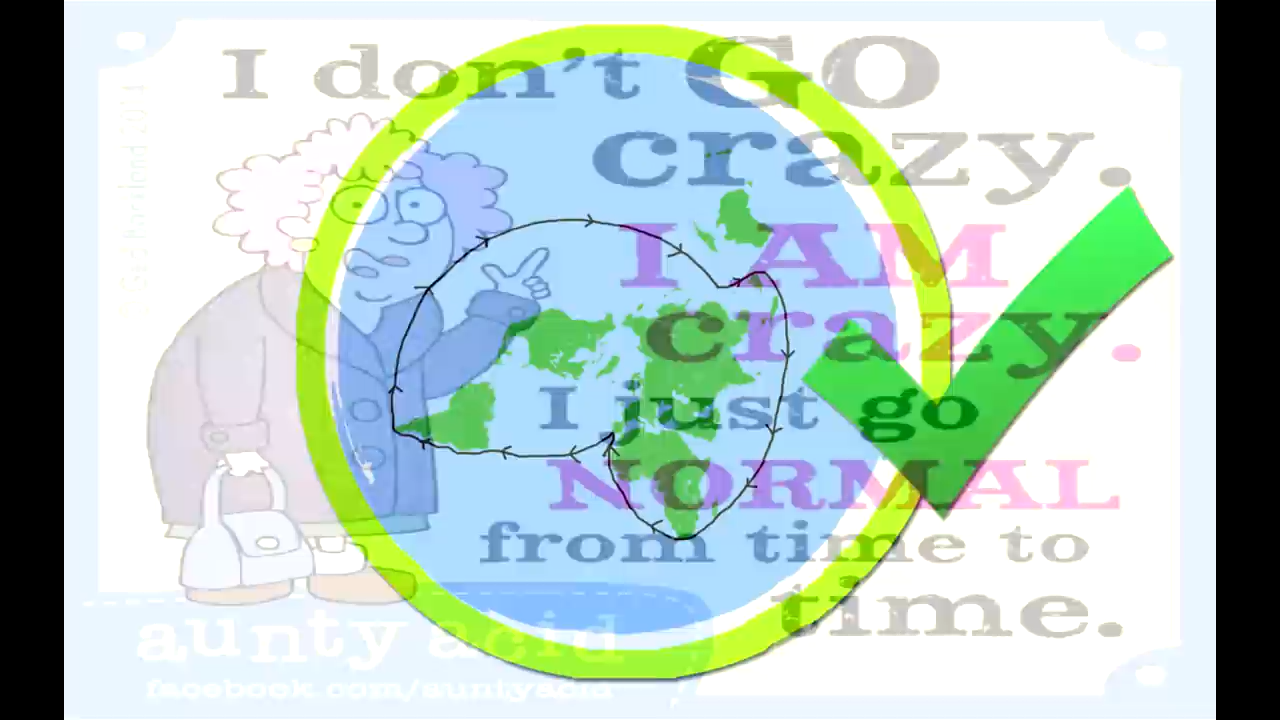 I don't GO
crazy.
I AM
crazy.
I just go
NORMAL
from time to
time.
aunty acid
facebook.com/auntyacid